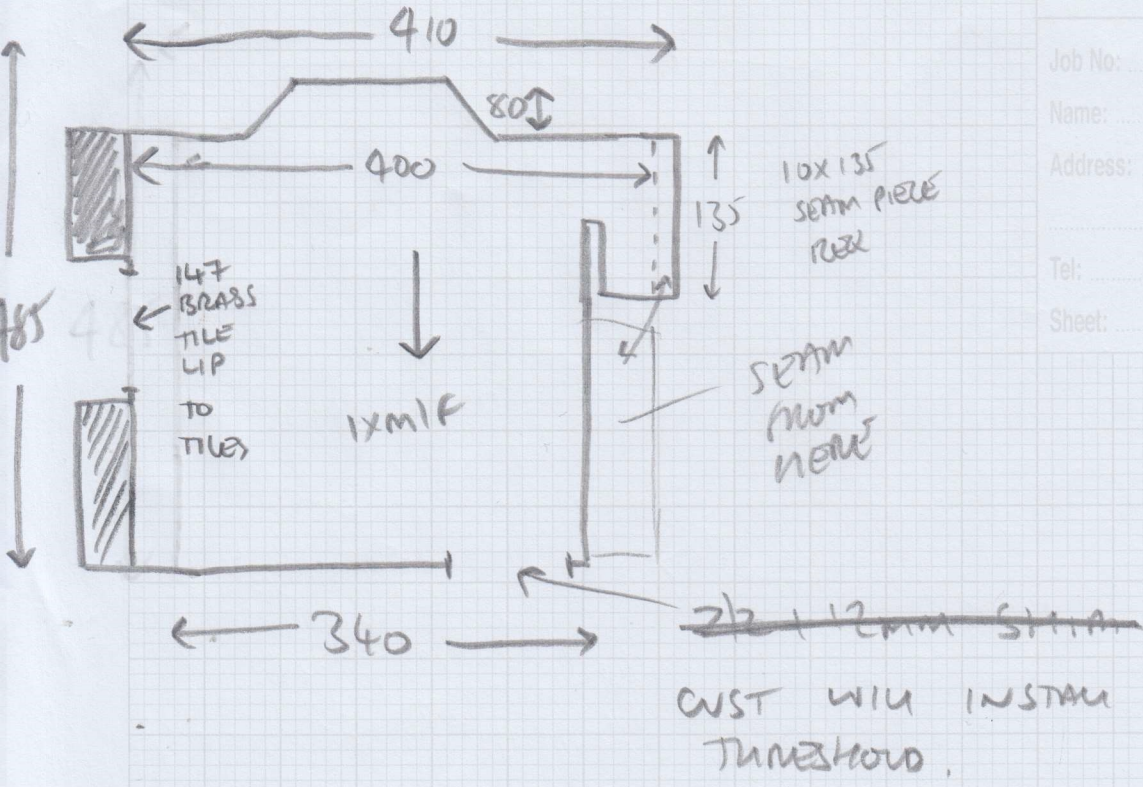 410
Job No:
Name:
80
400
10X135
SEAM PIECE
REQ
Address:
135
147
BRASS
TILE
LIP
TO
TILES
485
Tel:
Sheet:
1XM/F
SEAM
FROM
HERE
340
CUST WILL INSTALL
THRESHOLD.